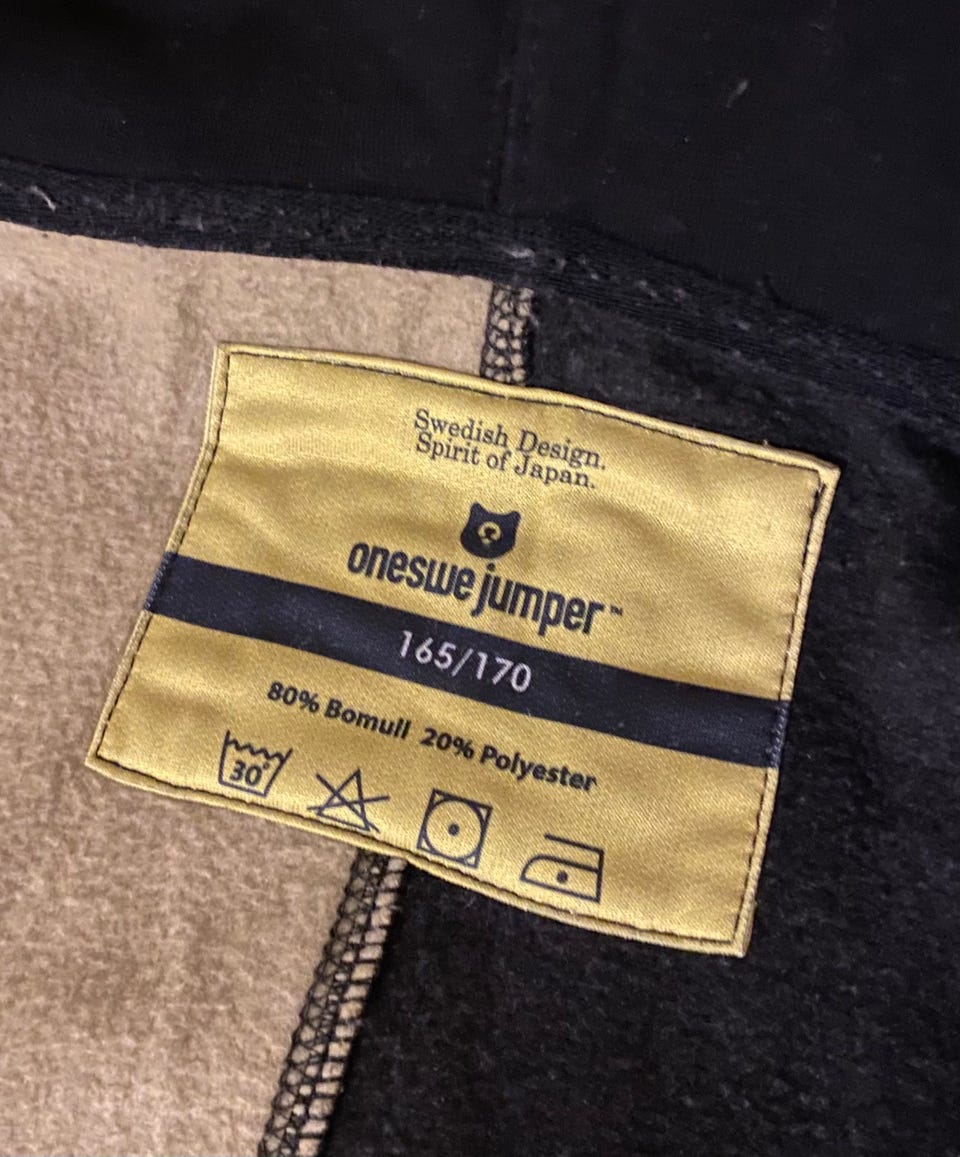 Swedish Design.
Spirit of Japan.
oneswe jumper™
165/170
80% Bomull 20% Polyester
30°